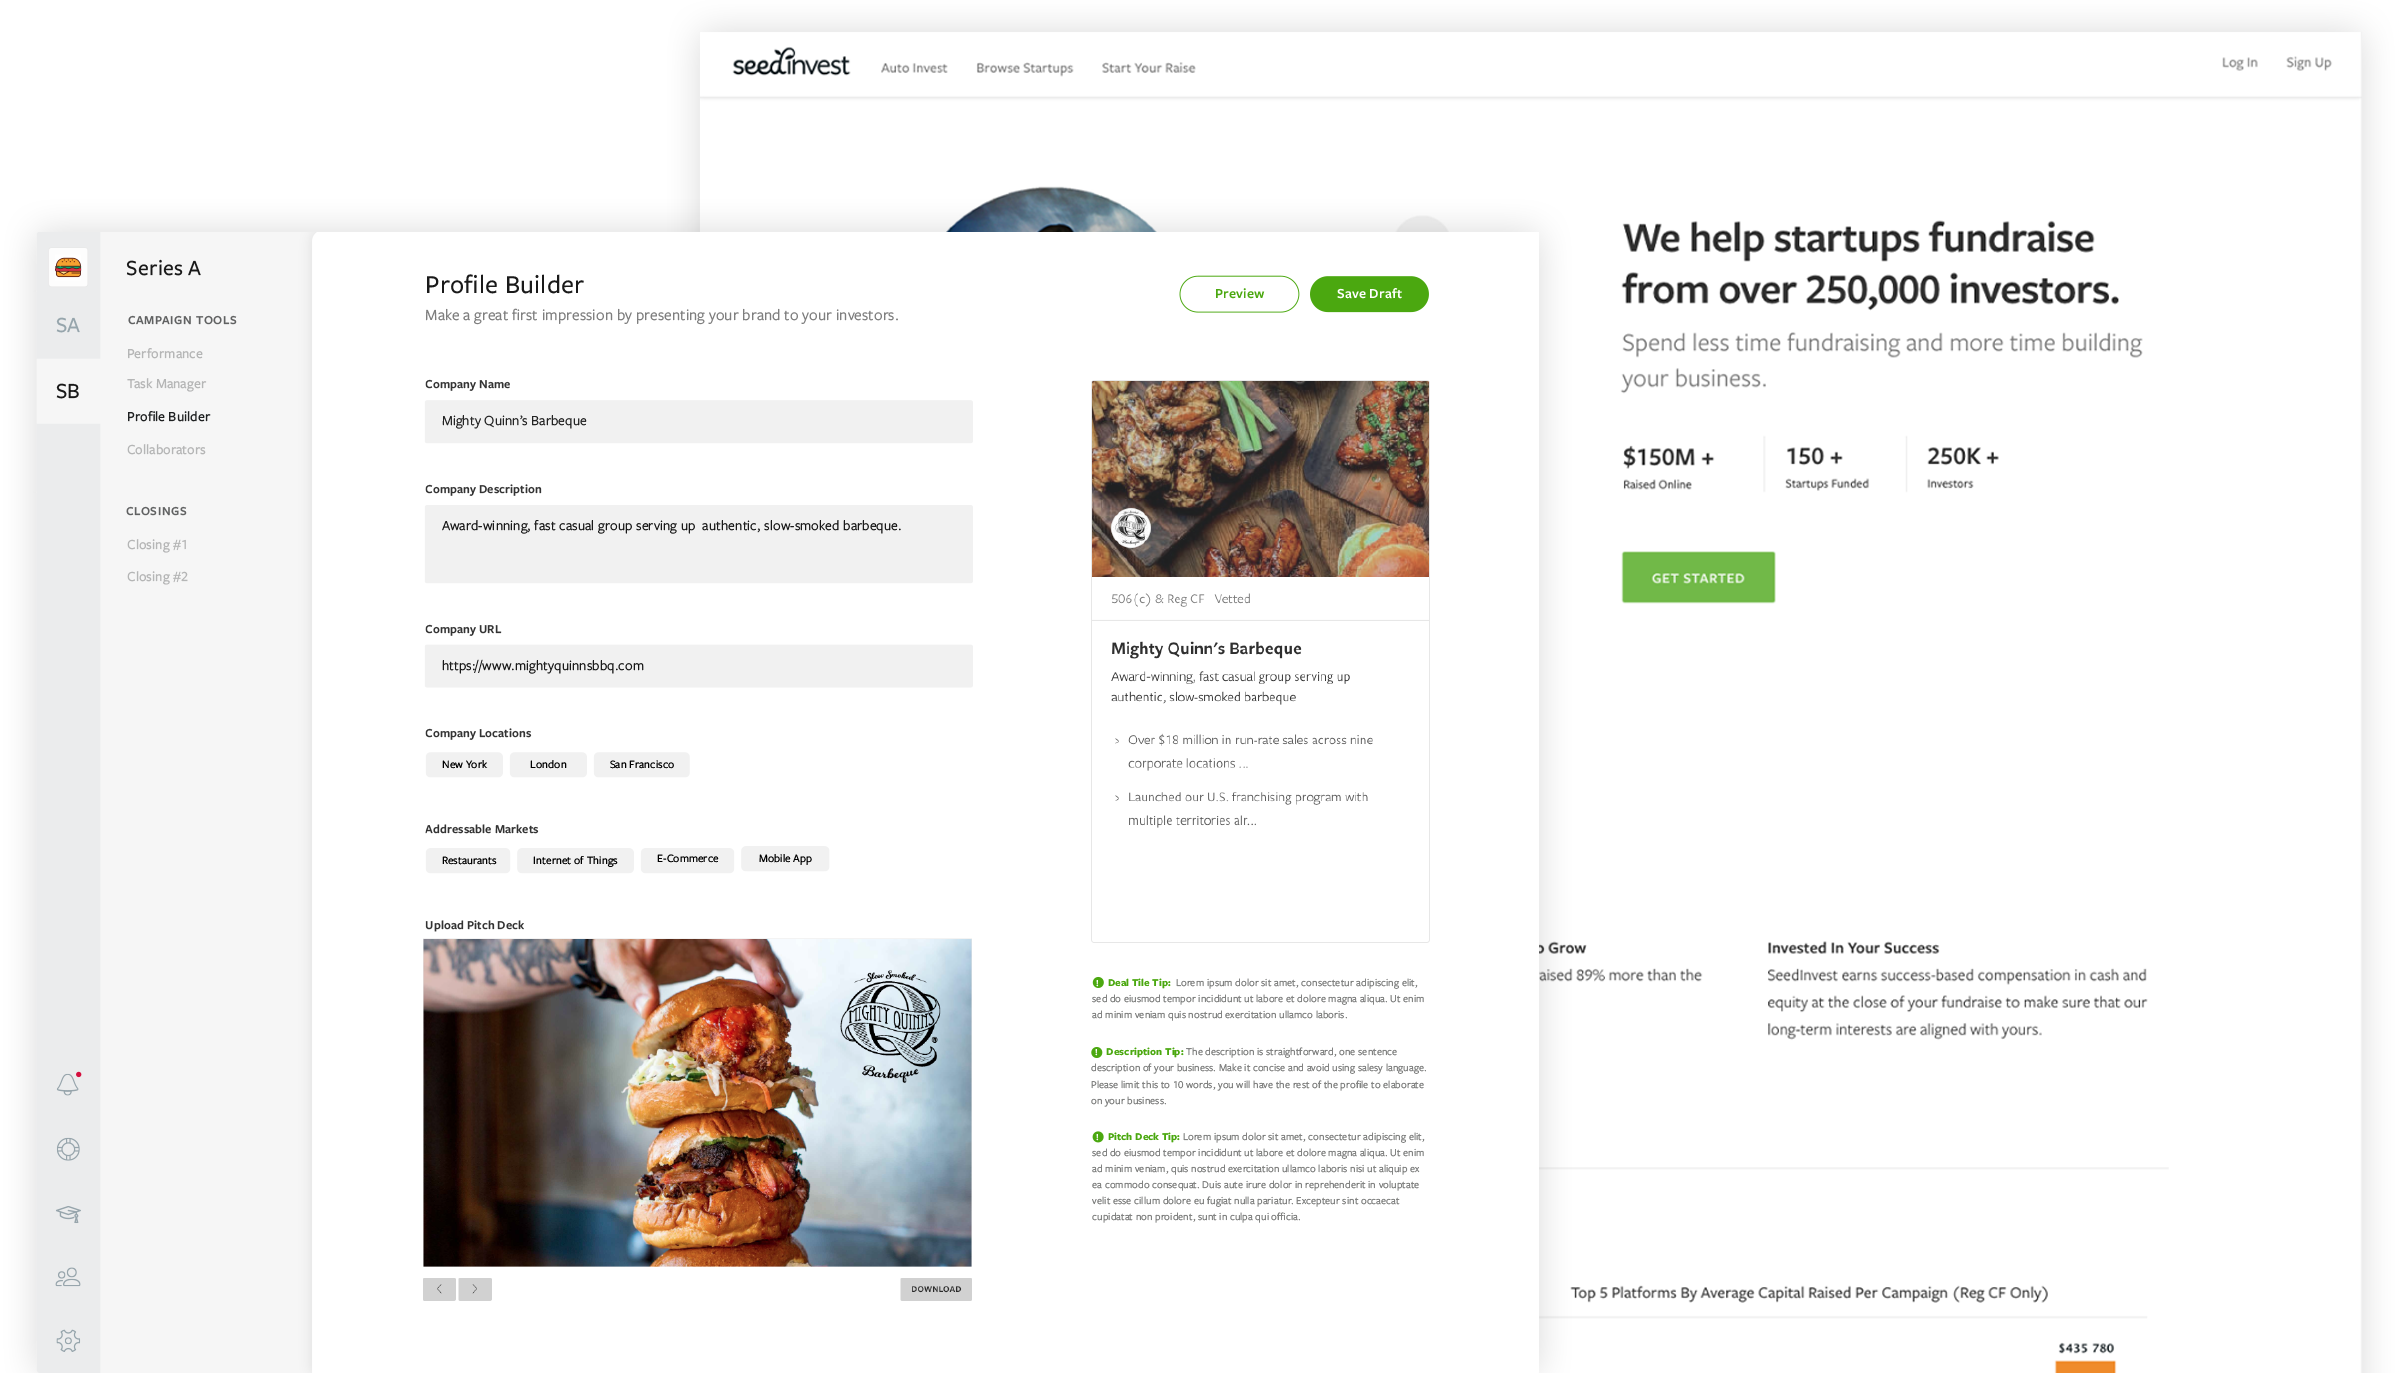 seedinvest
Auto Invest
Browse Startups
Start Your Raise
Log In
Sign Up
We help startups fundraise
from over 250,000 investors.
Spend less time fundraising and more time building
your business.
$150M +
Raised Online
150 +
Startups Funded
250K +
Investors
GET STARTED
Grow
89% more than the
Invested In Your Success
SeedInvest earns success-based compensation in cash and
equity at the close of your fundraise to make sure that our
long-term interests are aligned with yours.
Top 5 Platforms By Average Capital Raised Per Campaign (Reg CF Only)
$435 780
SA
SB
Series A
CAMPAIGN TOOLS
Performance
Task Manager
Profile Builder
Collaborators
CLOSINGS
Closing #1
Closing #2
Profile Builder
Make a great first impression by presenting your brand to your investors.
Preview
Save Draft
Company Name
Mighty Quinn's Barbeque
Company Description
Award-winning, fast casual group serving up authentic, slow-smoked barbeque.
Company URL
https://www.mightyquinnsbbq.com
Company Locations
New York
London
San Francisco
Addressable Markets
Restaurants
Internet of Things
E-Commerce
Mobile App
Upload Pitch Deck
Slow Smoked
MIGHTY QUINN'S
Q
Barbeque
DOWNLOAD
506(c) & Reg CF Vetted
Mighty Quinn's Barbeque
Award-winning, fast casual group serving up
authentic, slow-smoked barbeque
Over $18 million in run-rate sales across nine
corporate locations ...
Launched our U.S. franchising program with
multiple territories alr...
Deal Tile Tip: Lorem ipsum dolor sit amet, consectetur adipiscing elit,
sed do eiusmod tempor incididunt ut labore et dolore magna aliqua. Ut enim
ad minim veniam quis nostrud exercitation ullamco laboris.
Description Tip: The description is straightforward, one sentence
description of your business. Make it concise and avoid using salesy language.
Please limit this to 10 words, you will have the rest of the profile to elaborate
on your business.
Pitch Deck Tip: Lorem ipsum dolor sit amet, consectetur adipiscing elit,
sed do eiusmod tempor incididunt ut labore et dolore magna aliqua. Ut enim
ad minim veniam, quis nostrud exercitation ullamco laboris nisi ut aliquip ex
ea commodo consequat. Duis aute irure dolor in reprehenderit in voluptate
velit esse cillum dolore eu fugiat nulla pariatur. Excepteur sint occaecat
cupidatat non proident, sunt in culpa qui officia.